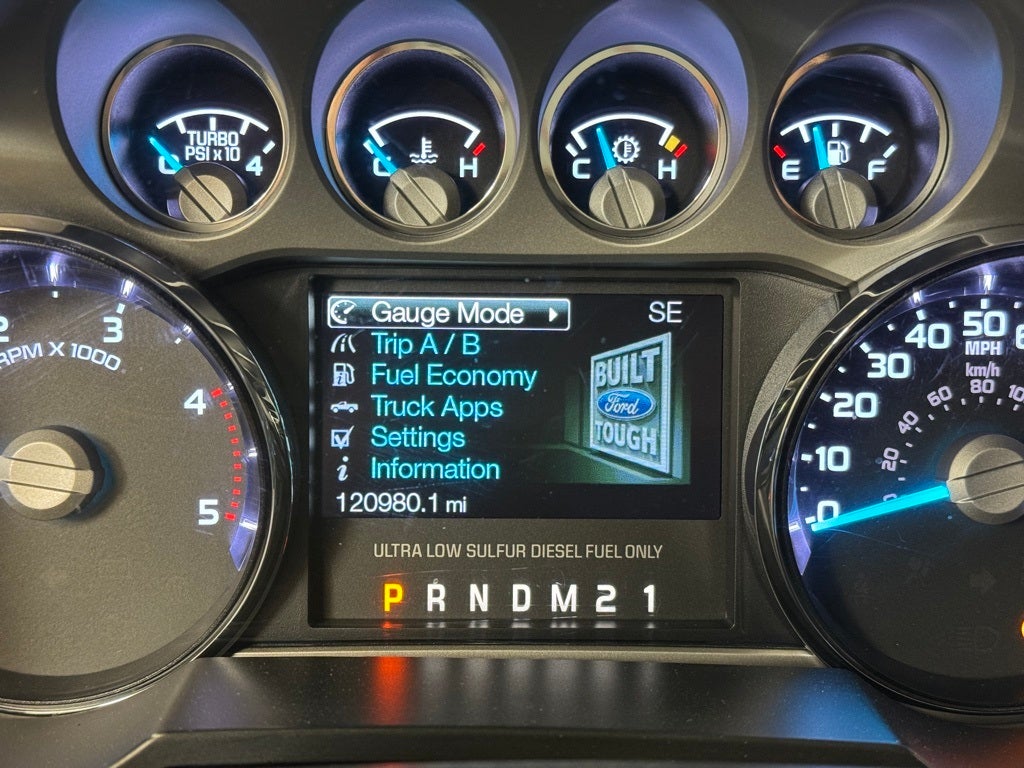 TURBO
PSI x 10
0 4
C H
C H
E F
2 3 4 5
RPM X 1000
Gauge Mode
SE
Trip A / B
Fuel Economy
Truck Apps
Settings
Information
120980.1 mi
BUILT
Ford
TOUGH
ULTRA LOW SULFUR DIESEL FUEL ONLY
P R N D M 2 1
0 10 20 30 40 50
MPH
km/h
20 40 60 80